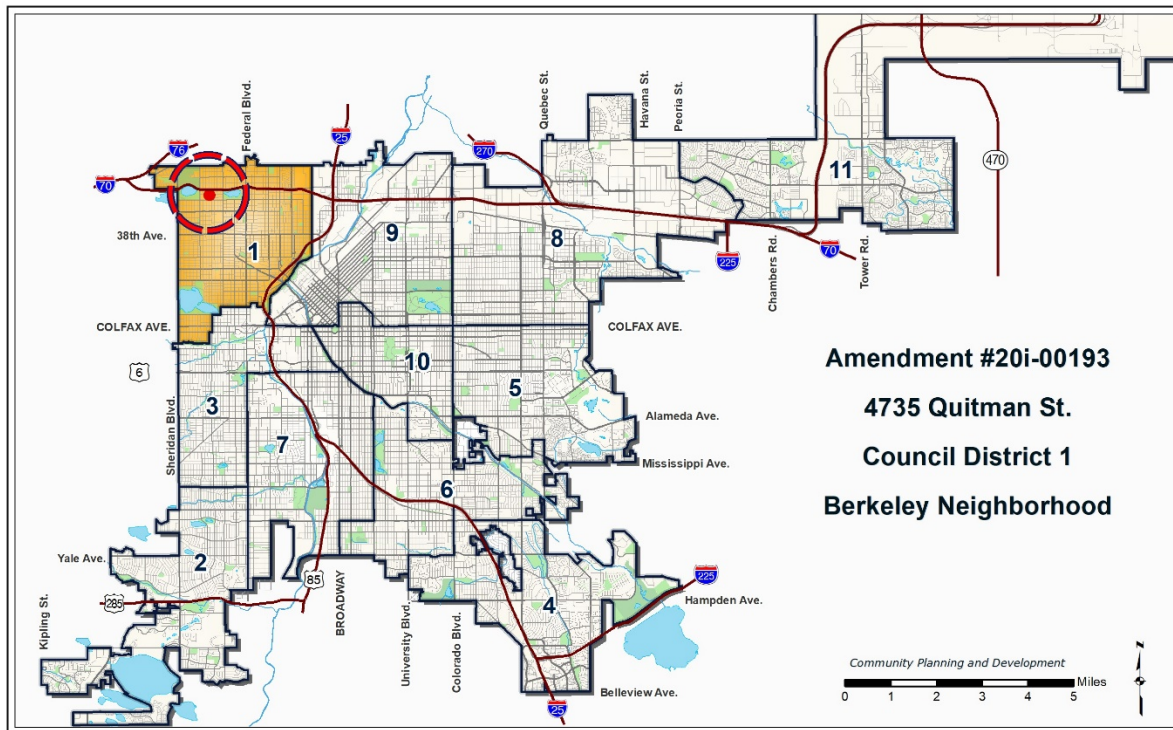 Federal Blvd.
Quebec St.
Havana St.
Peoria St.
76
25
270
470
70
11
38th Ave.
1
9
8
225
70
Chambers Rd.
Tower Rd.
COLFAX AVE.
COLFAX AVE.
6
10
5
Amendment #20i-00193
4735 Quitman St.
Council District 1
Berkeley Neighborhood
Sheridan Blvd.
3
7
Alameda Ave.
Mississippi Ave.
6
Yale Ave.
2
85
BROADWAY
University Blvd.
Colorado Blvd.
4
225
Hampden Ave.
285
Kipling St.
Belleview Ave.
25
Community Planning and Development
Miles
0 1 2 3 4 5
N